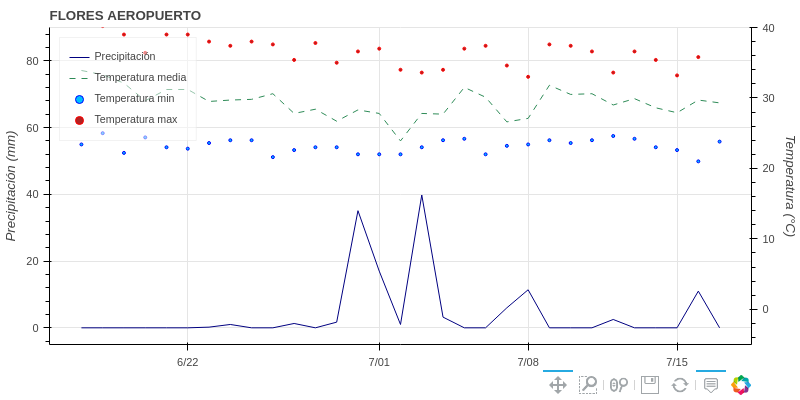 FLORES AEROPUERTO
Precipitación
Temperatura media
Temperatura min
Temperatura max
Precipitación (mm)
80
60
40
20
0
40
30
20
10
0
Temperatura (°C)
6/22
7/01
7/08
7/15